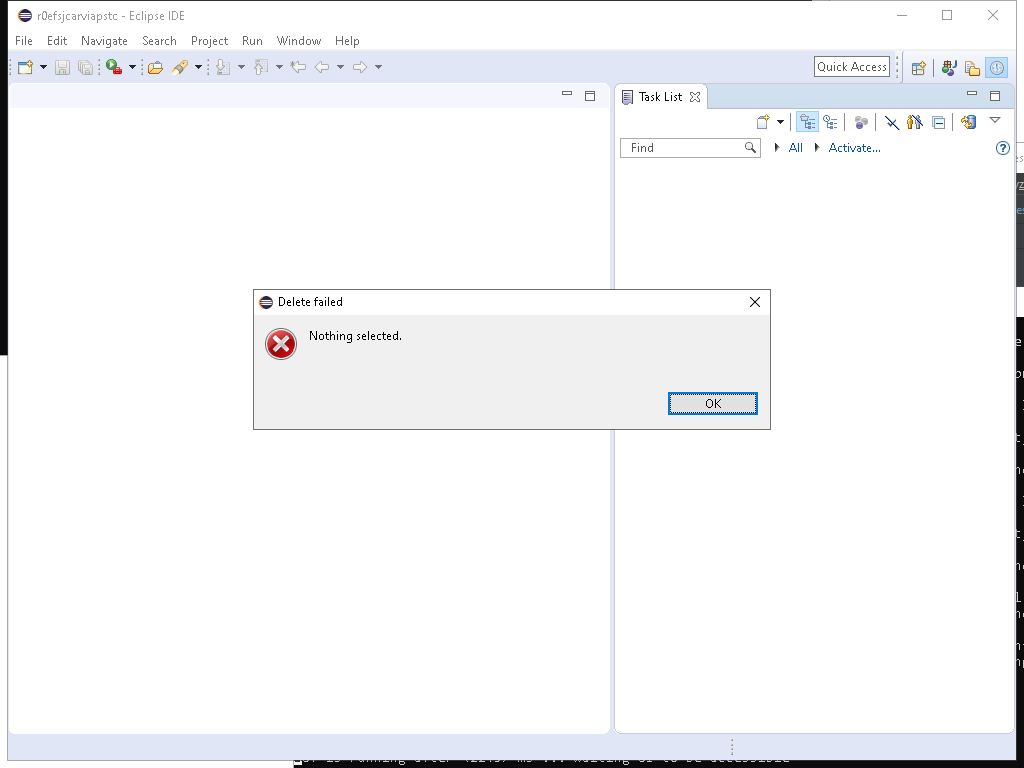 r0efsjcarviapstc - Eclipse IDE
File Edit Navigate Search Project Run Window Help
Quick Access
Task List
Find
All
Activate...
Delete failed
Nothing selected.
OK